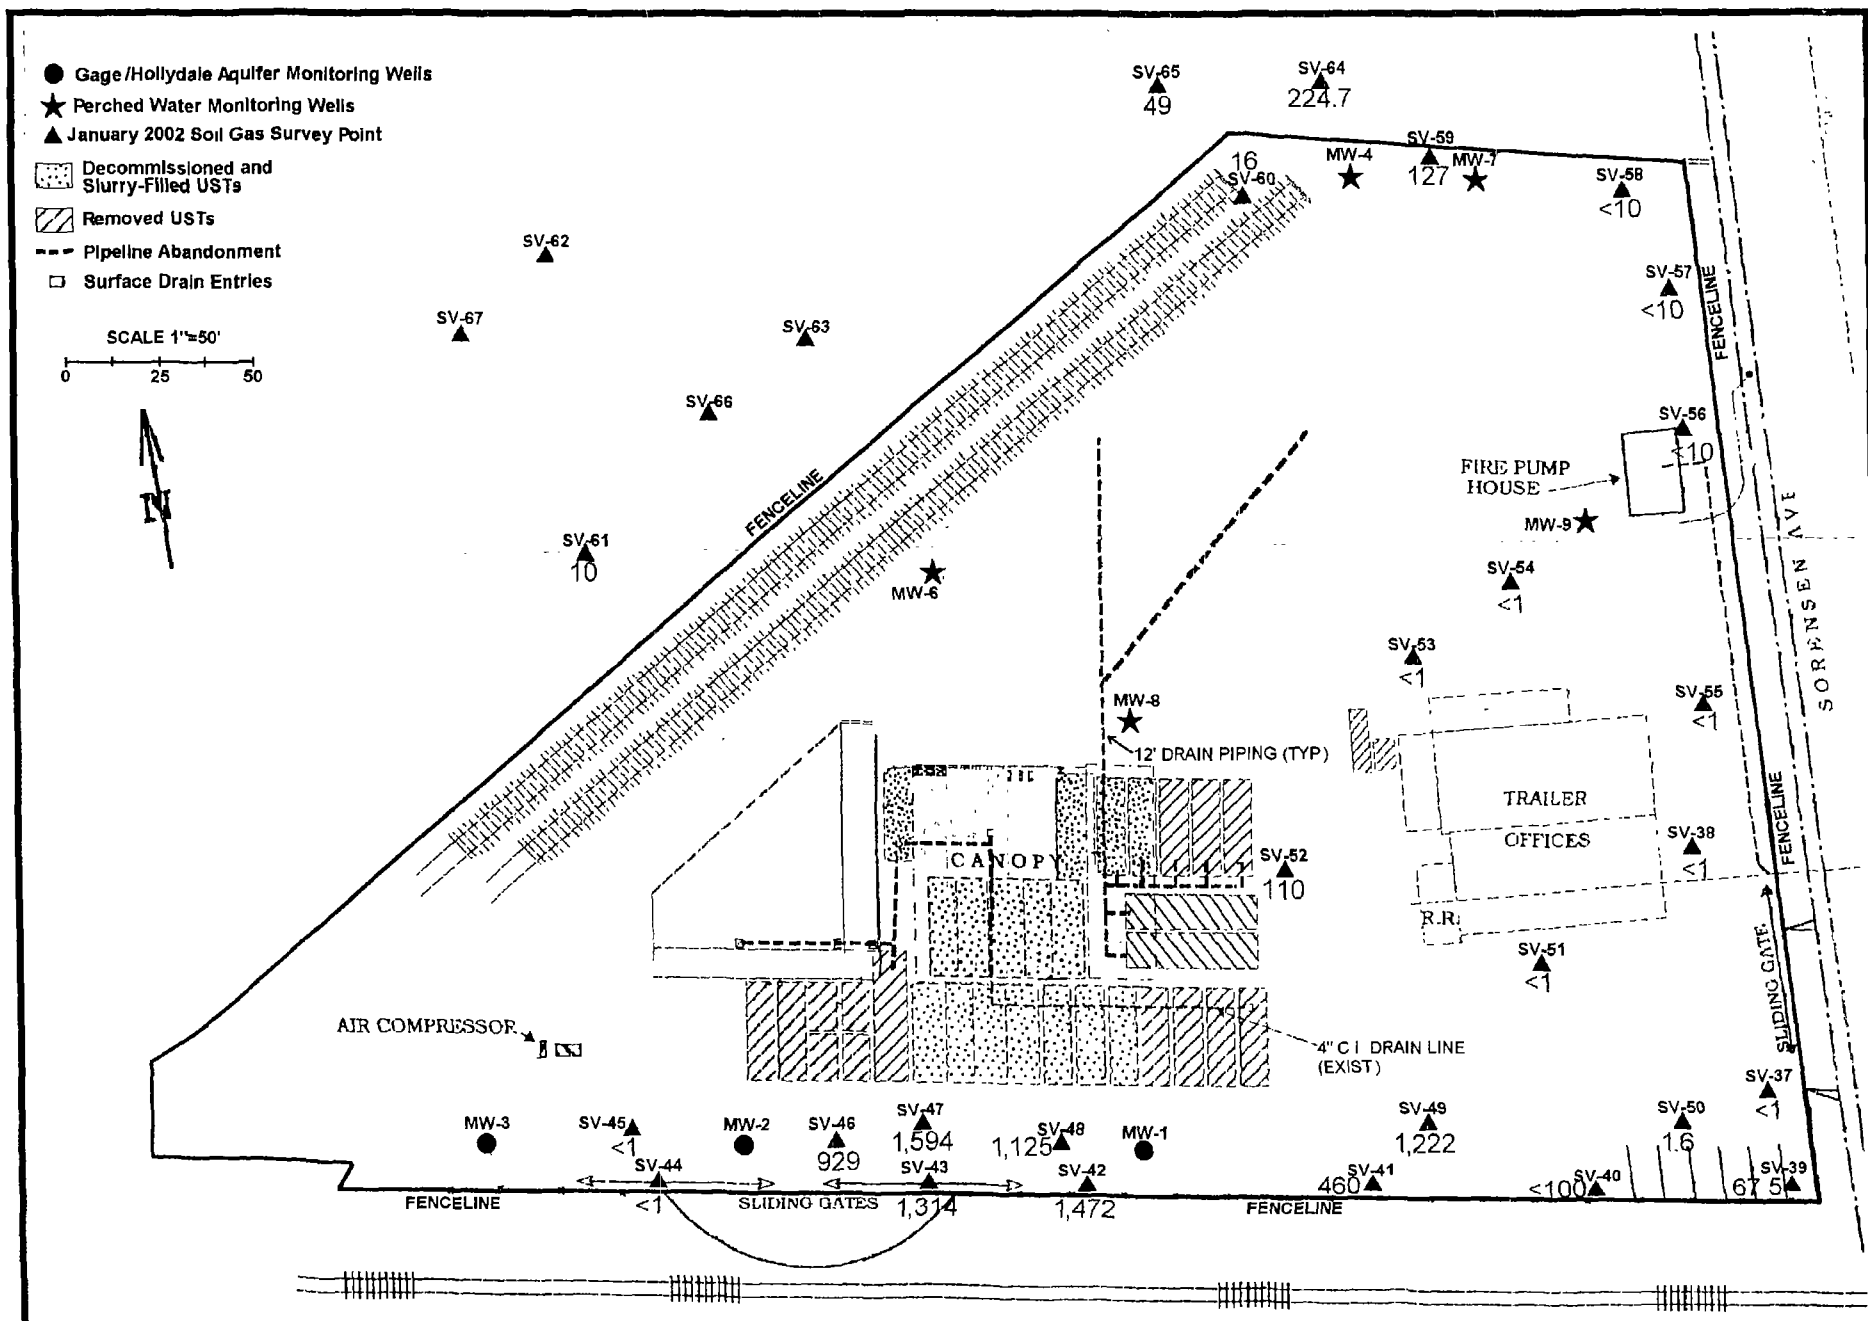 Gage/Hollydale Aquifer Monitoring Wells
Perched Water Monitoring Wells
January 2002 Soil Gas Survey Point
Decommissioned and
Slurry-Filled USTs
Removed USTs
Pipeline Abandonment
Surface Drain Entries
SCALE 1"=50'
0 25 50
N
SV-65
49
SV-64
224.7
SV-59
127
MW-4
MW-7
16
SV-60
SV-58
<10
SV-57
<10
FENCELINE
SV-62
SV-67
SV-63
SV-66
SV-56
<10
FIRE PUMP
HOUSE
MW-9
SORENSEN AVE
FENCELINE
SV-61
10
MW-6
SV-54
<1
SV-53
<1
SV-55
<1
MW-8
12' DRAIN PIPING (TYP)
TRAILER
OFFICES
FENCELINE
SV-38
<1
CANOPY
SV-52
110
R.R.
SV-51
<1
SLIDING GATE
AIR COMPRESSOR
4" C I DRAIN LINE
(EXIST)
SV-37
<1
MW-3
SV-45
<1
MW-2
SV-46
929
SV-47
1,594
SV-48
1,125
MW-1
SV-49
1,222
SV-50
1.6
SV-44
<1
SV-43
1,314
SV-42
1,472
SV-41
460
SV-40
<100
SV-39
67 5
FENCELINE
SLIDING GATES
FENCELINE